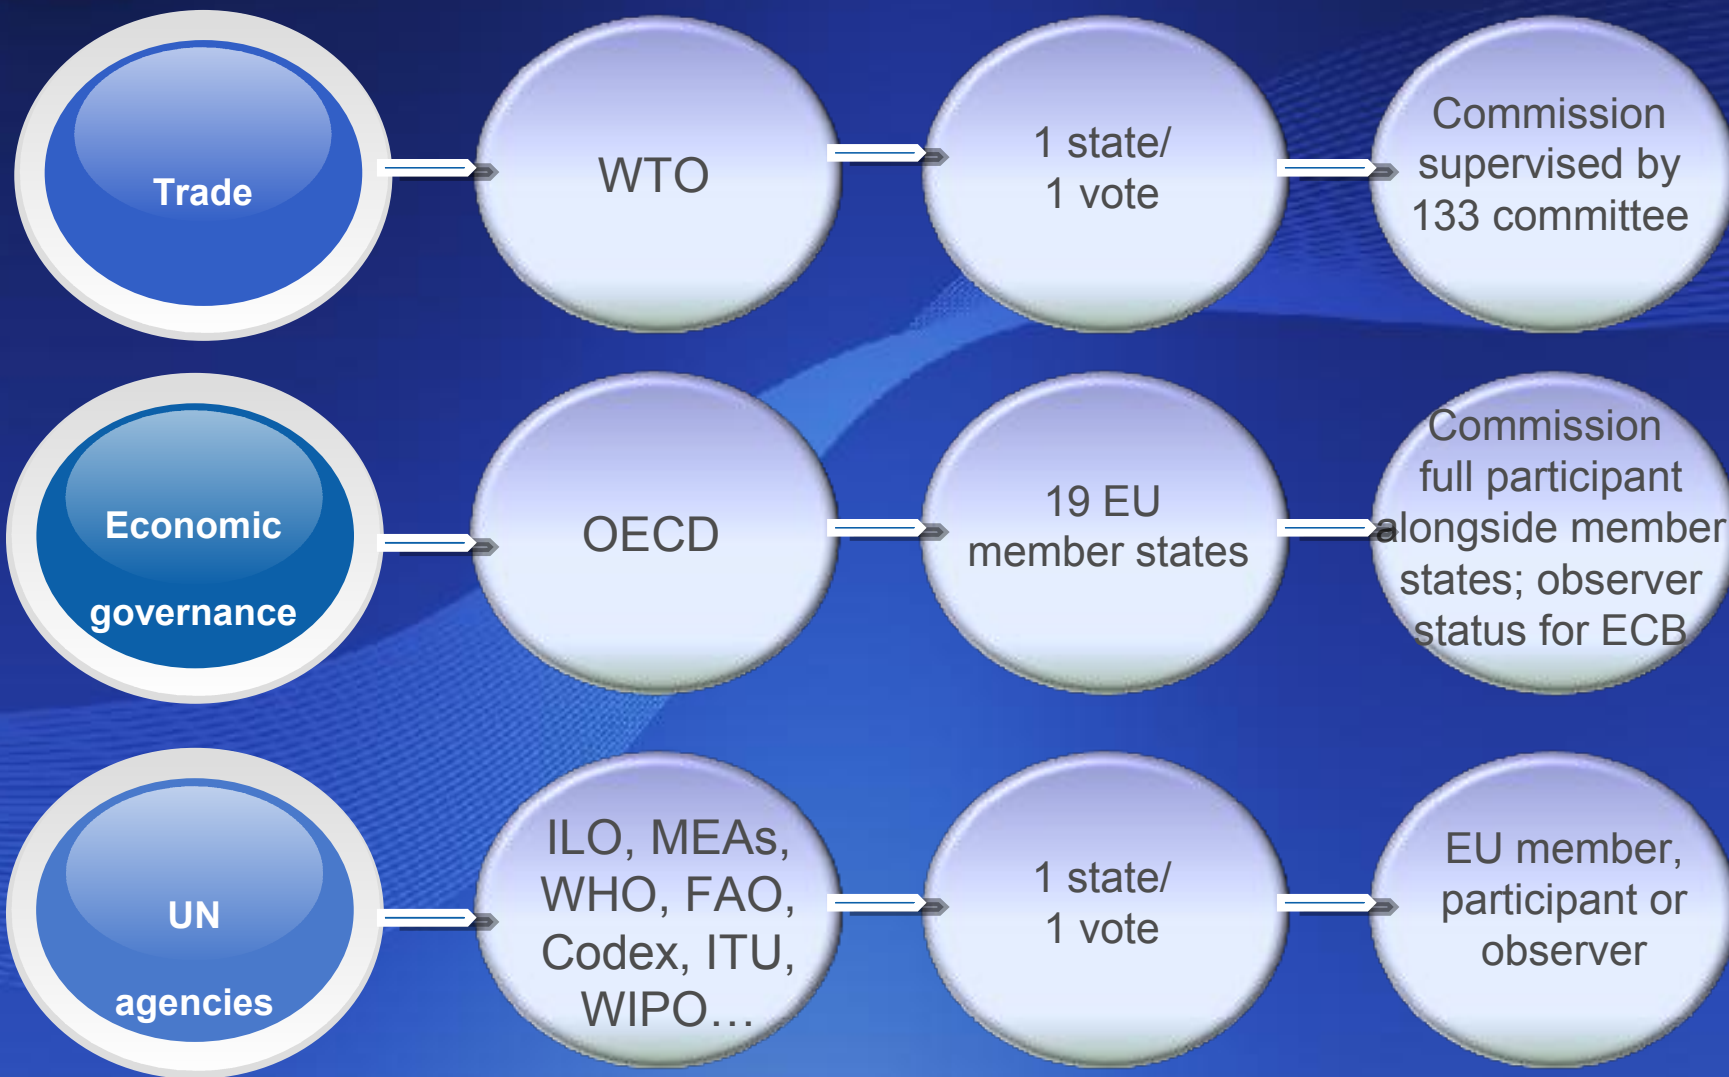 Trade
WTO
1 state/
1 vote
Commission
supervised by
133 committee
Economic
governance
OECD
19 EU
member states
Commission
full participant
alongside member
states; observer
status for ECB
UN
agencies
ILO, MEAs,
WHO, FAO,
Codex, ITU,
WIPO…
1 state/
1 vote
EU member,
participant or
observer